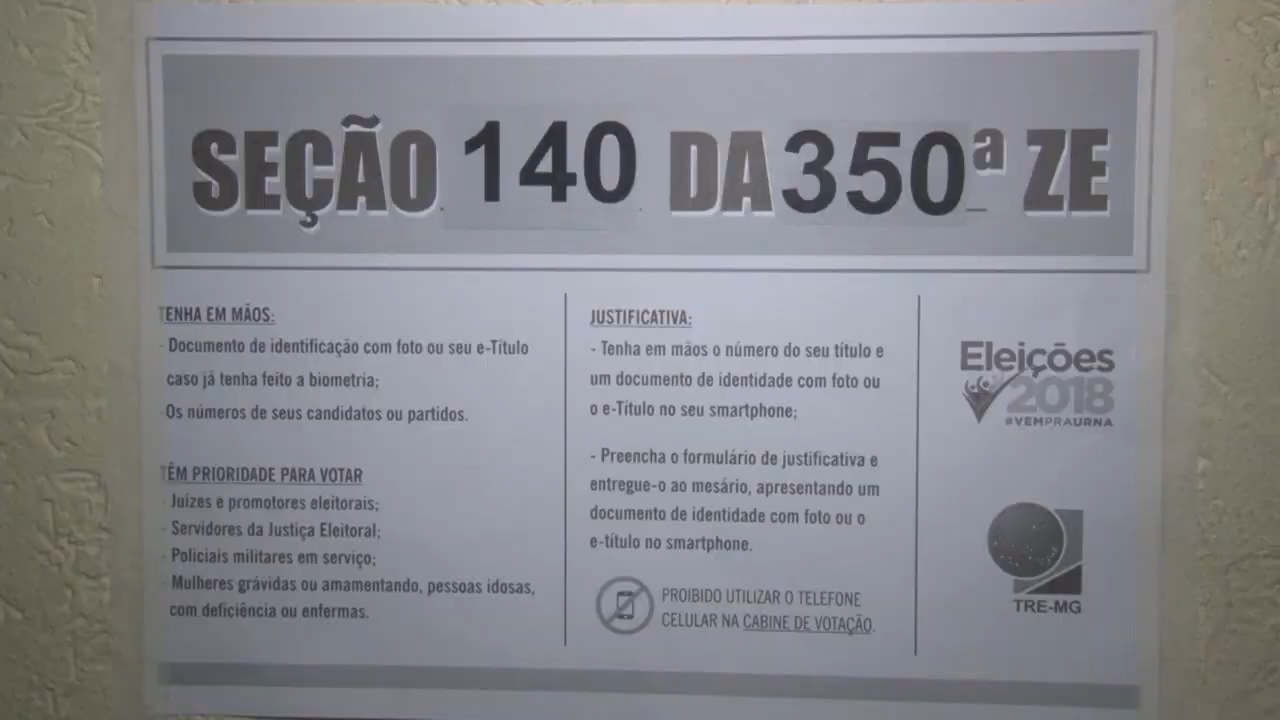 SEÇÃO 140 DA 350ª ZE
TENHA EM MÃOS:
- Documento de identificação com foto ou seu e-Título
caso já tenha feito a biometria;
- Os números de seus candidatos ou partidos.
TÊM PRIORIDADE PARA VOTAR
- Juízes e promotores eleitorais;
- Servidores da Justiça Eleitoral;
- Policiais militares em serviço;
- Mulheres grávidas ou amamentando, pessoas idosas,
com deficiência ou enfermas.
JUSTIFICATIVA:
- Tenha em mãos o número do seu título e
um documento de identidade com foto ou
o e-Título no seu smartphone;
- Preencha o formulário de justificativa e
entregue-o ao mesário, apresentando um
documento de identidade com foto ou o
e-título no smartphone.
PROIBIDO UTILIZAR O TELEFONE
CELULAR NA CABINE DE VOTAÇÃO.
Eleições
2018
#VEMPRAURNA
TRE-MG